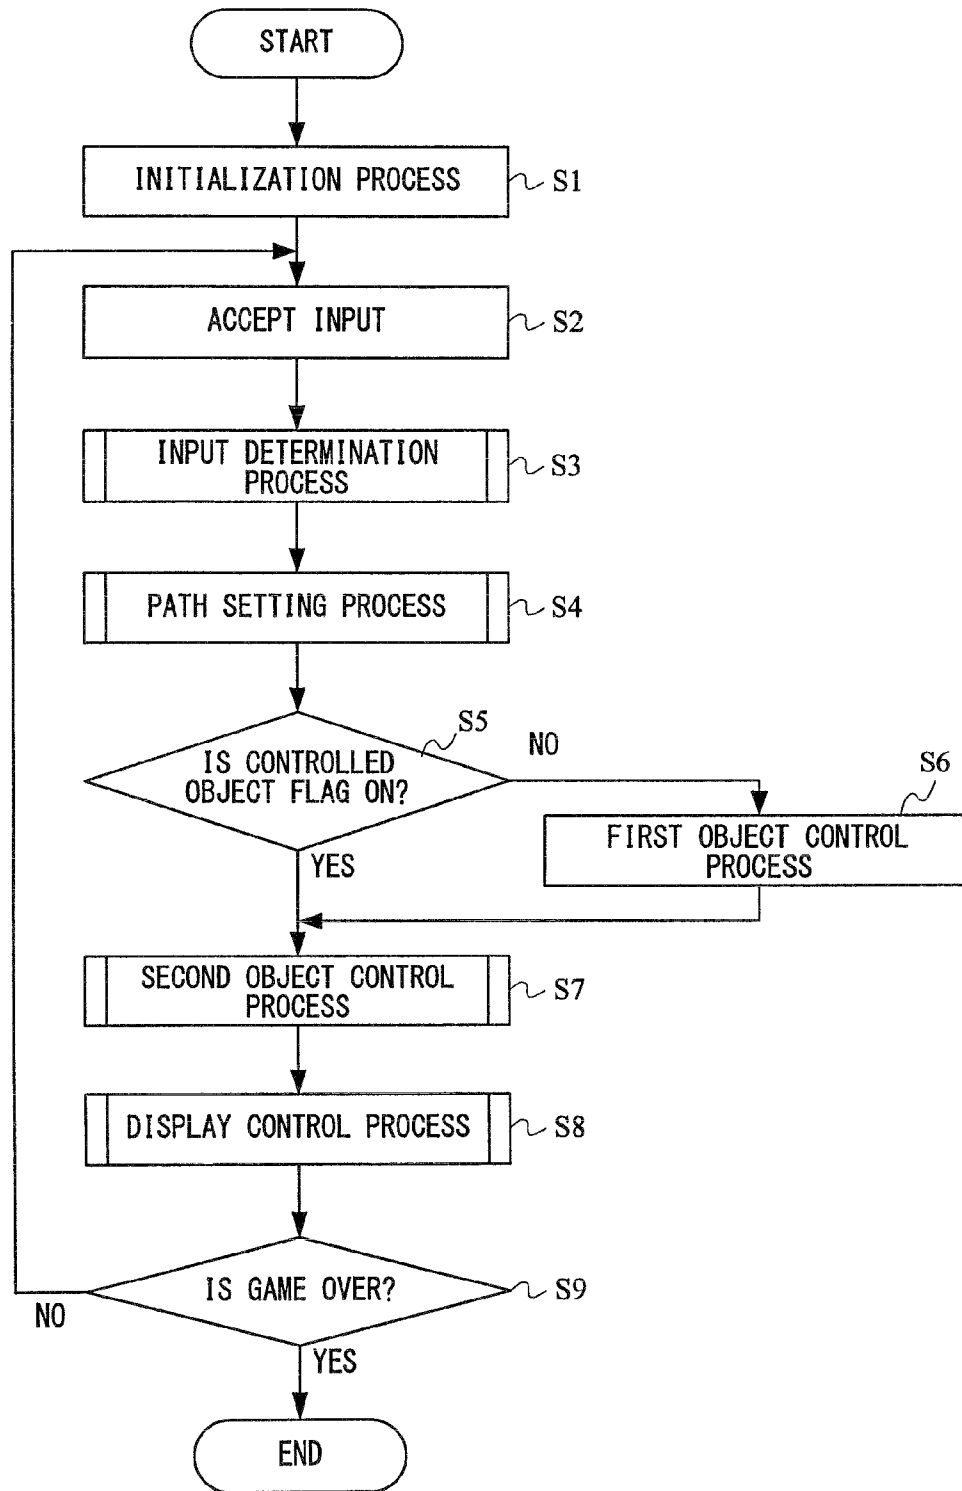 START
INITIALIZATION PROCESS
S1
ACCEPT INPUT
S2
INPUT DETERMINATION
PROCESS
S3
PATH SETTING PROCESS
S4
IS CONTROLLED
OBJECT FLAG ON?
S5
NO
YES
FIRST OBJECT CONTROL
PROCESS
S6
SECOND OBJECT CONTROL
PROCESS
S7
DISPLAY CONTROL PROCESS
S8
IS GAME OVER?
S9
NO
YES
END